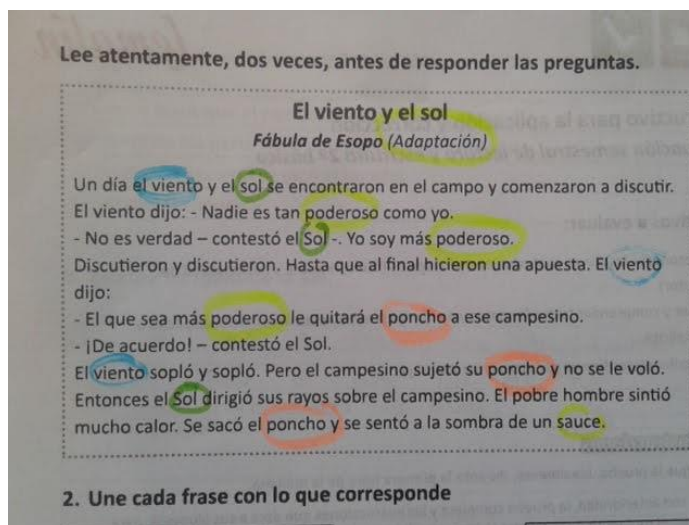 Lee atentamente, dos veces, antes de responder las preguntas.
El viento y el sol
Fábula de Esopo (Adaptación)
Un día el viento y el sol se encontraron en el campo y comenzaron a discutir.
El viento dijo: - Nadie es tan poderoso como yo.
- No es verdad – contestó el Sol -. Yo soy más poderoso.
Discutieron y discutieron. Hasta que al final hicieron una apuesta. El viento
dijo:
- El que sea más poderoso le quitará el poncho a ese campesino.
- ¡De acuerdo! – contestó el Sol.
El viento sopló y sopló. Pero el campesino sujetó su poncho y no se le voló.
Entonces el Sol dirigió sus rayos sobre el campesino. El pobre hombre sintió
mucho calor. Se sacó el poncho y se sentó a la sombra de un sauce.
2. Une cada frase con lo que corresponde